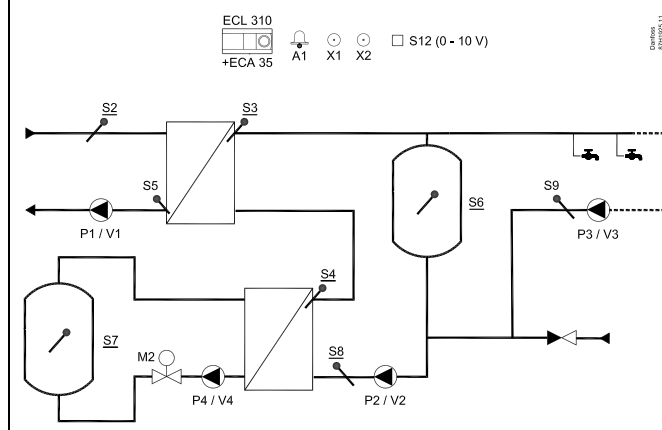 ECL 310
+ECA 35
A1
X1
X2
S12 (0 - 10 V)
Danfoss
S2
S3
S5
S6
S9
P1 / V1
P3 / V3
S4
S7
M2
S8
P4 / V4
P2 / V2